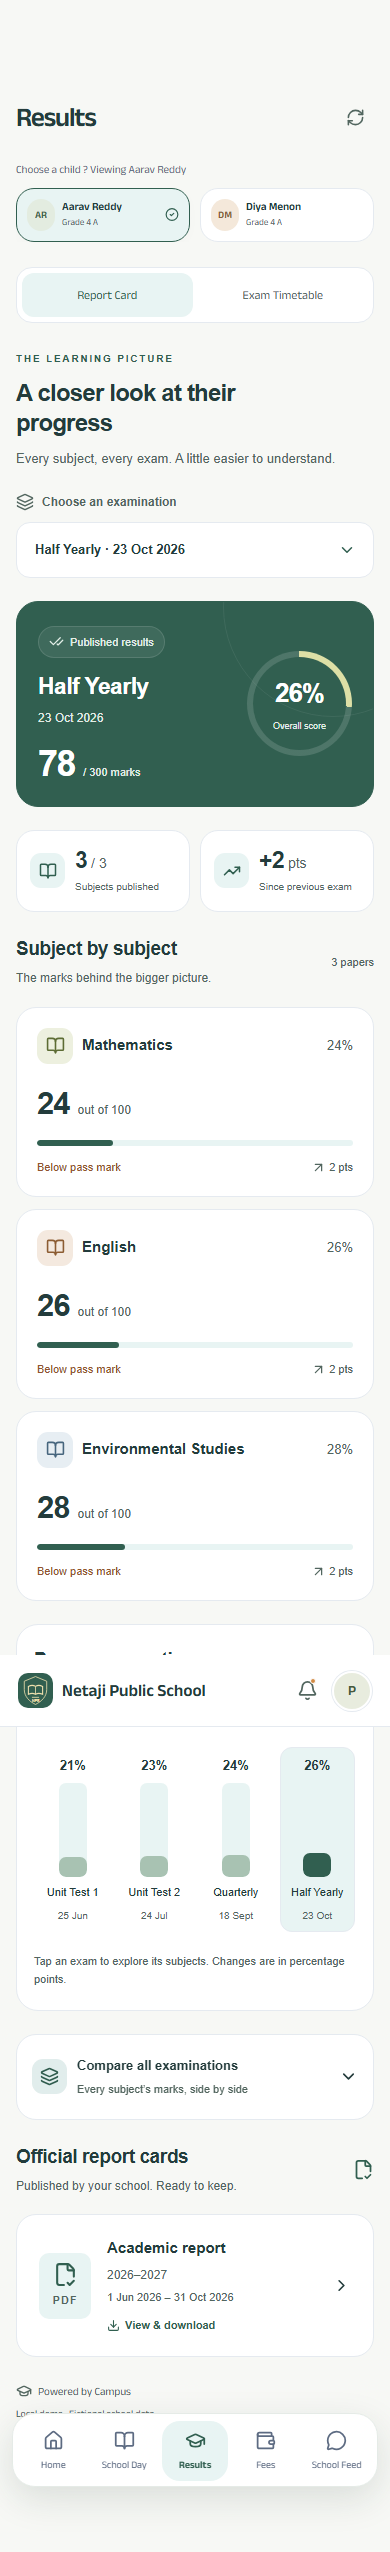 Results
Choose a child ? Viewing Aarav Reddy
AR
Aarav Reddy
Grade 4 A
DM
Diya Menon
Grade 4 A
Report Card
Exam Timetable
THE LEARNING PICTURE
A closer look at their
progress
Every subject, every exam. A little easier to understand.
Choose an examination
Half Yearly · 23 Oct 2026
Published results
Half Yearly
23 Oct 2026
78 / 300 marks
26%
Overall score
3 / 3
Subjects published
+2 pts
Since previous exam
Subject by subject
The marks behind the bigger picture.
3 papers
Mathematics
24%
24 out of 100
Below pass mark
2 pts
English
26%
26 out of 100
Below pass mark
2 pts
Environmental Studies
28%
28 out of 100
Below pass mark
2 pts
Netaji Public School
P
21%
23%
24%
26%
Unit Test 1
Unit Test 2
Quarterly
Half Yearly
25 Jun
24 Jul
18 Sept
23 Oct
Tap an exam to explore its subjects. Changes are in percentage
points.
Compare all examinations
Every subject's marks, side by side
Official report cards
Published by your school. Ready to keep.
PDF
Academic report
2026–2027
1 Jun 2026 – 31 Oct 2026
View & download
Powered by Campus
Home
School Day
Results
Fees
School Feed